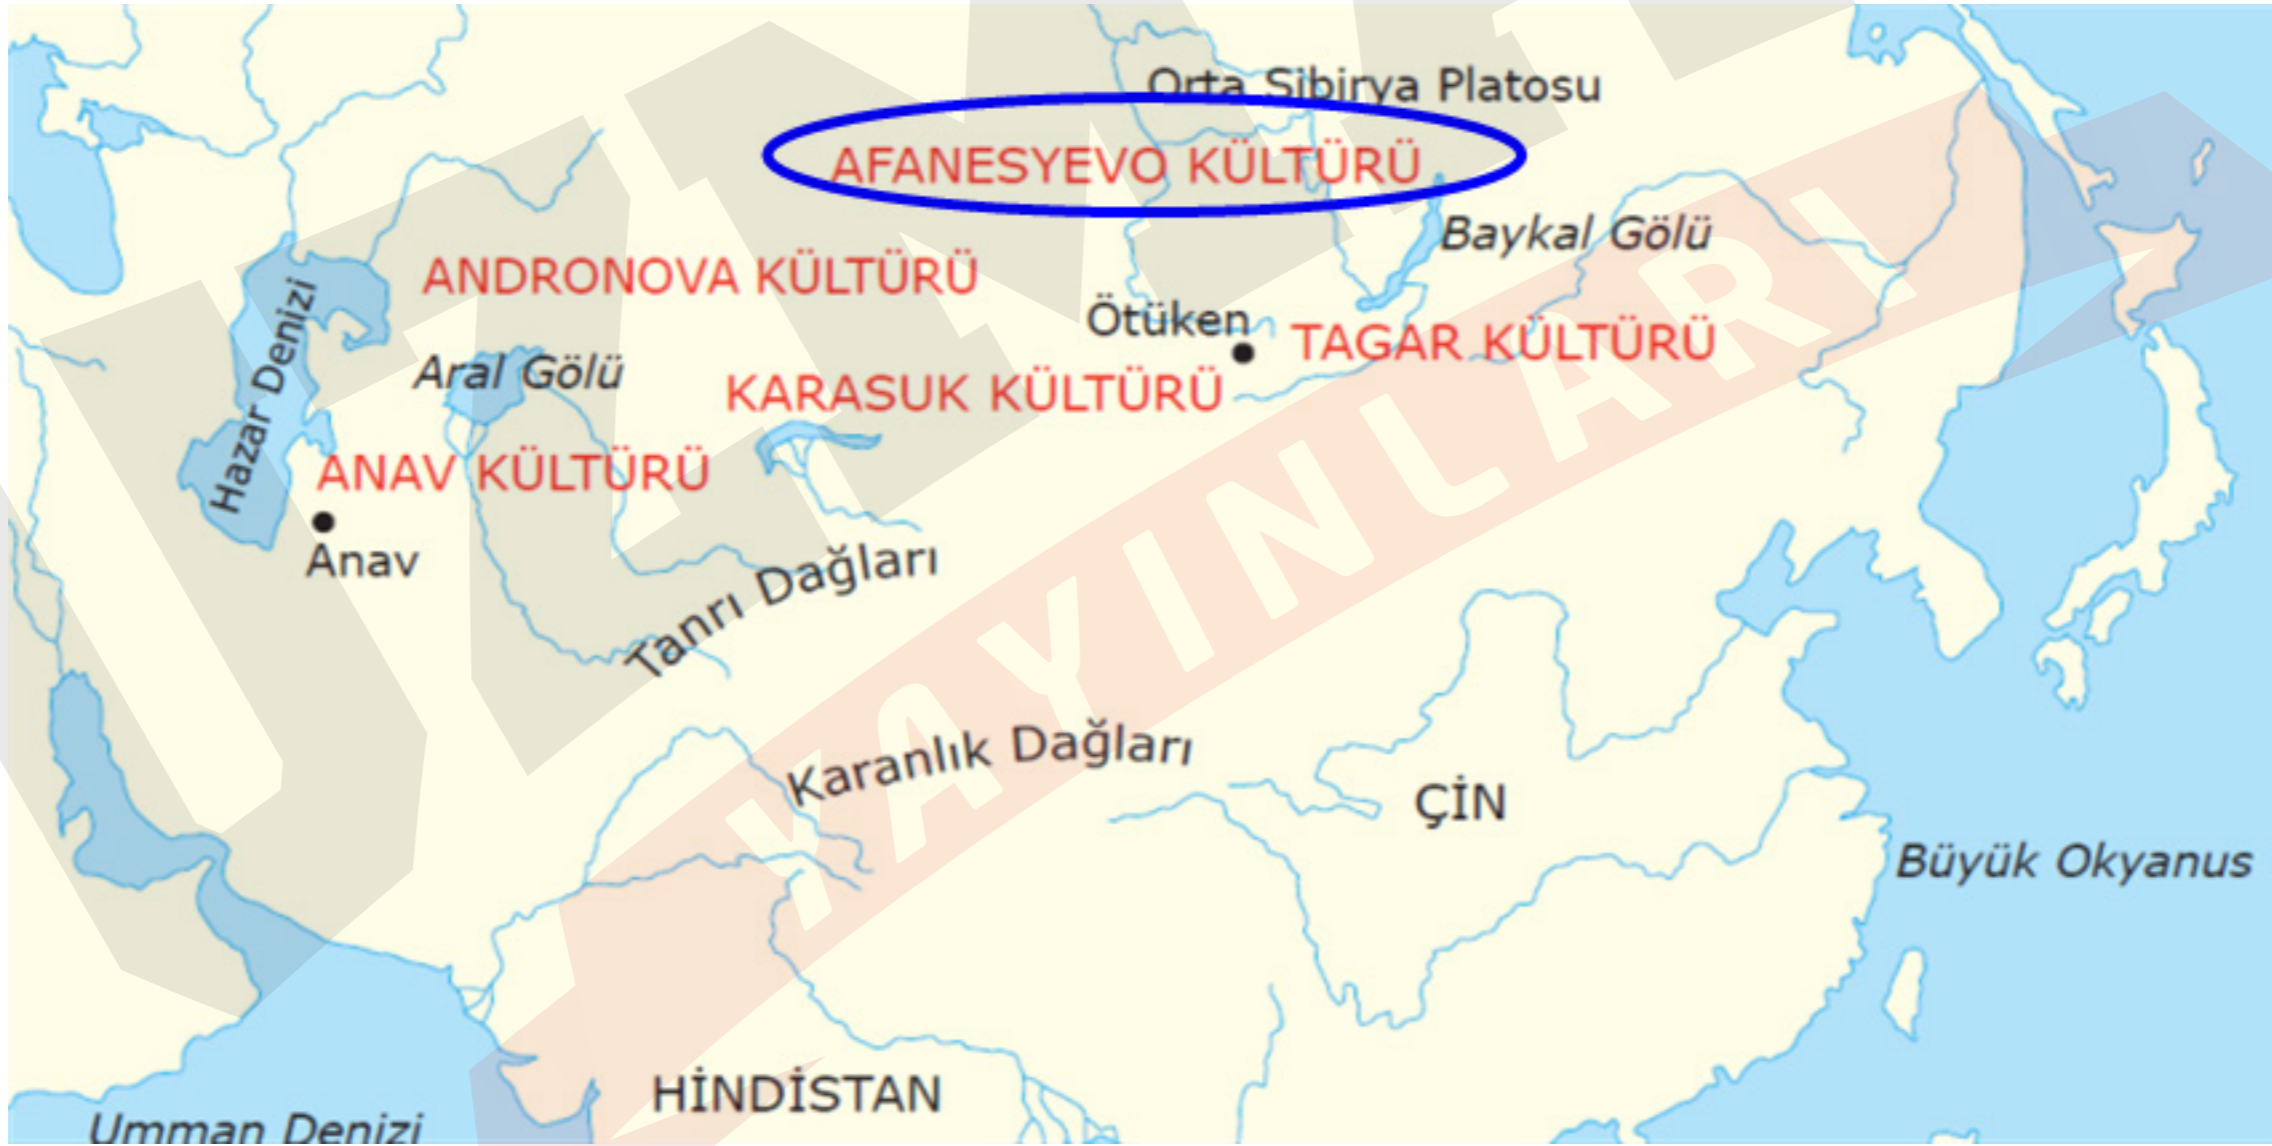 Orta Sibirya Platosu
AFANESYEVO KÜLTÜRÜ
Baykal Gölü
ANDRONOVA KÜLTÜRÜ
Hazar Denizi
Ötüken
TAGAR KÜLTÜRÜ
Aral Gölü
KARASUK KÜLTÜRÜ
ANAV KÜLTÜRÜ
Anav
Tanrı Dağları
Karanlık Dağları
ÇİN
Büyük Okyanus
HİNDİSTAN
Umman Denizi
YAYINLARI